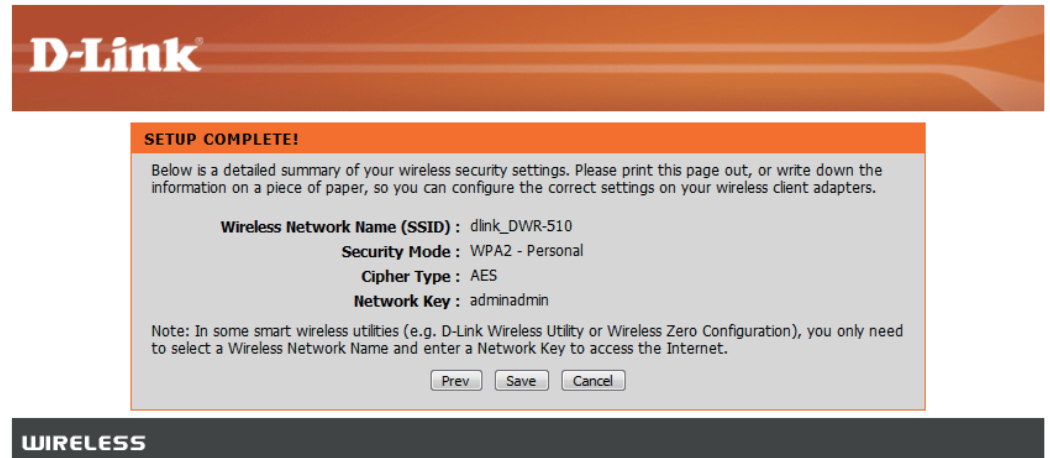 D-Link
SETUP COMPLETE!
Below is a detailed summary of your wireless security settings. Please print this page out, or write down the
information on a piece of paper, so you can configure the correct settings on your wireless client adapters.
Wireless Network Name (SSID) : dlink_DWR-510
Security Mode : WPA2 - Personal
Cipher Type : AES
Network Key : adminadmin
Note: In some smart wireless utilities (e.g. D-Link Wireless Utility or Wireless Zero Configuration), you only need
to select a Wireless Network Name and enter a Network Key to access the Internet.
Prev Save Cancel
WIRELESS